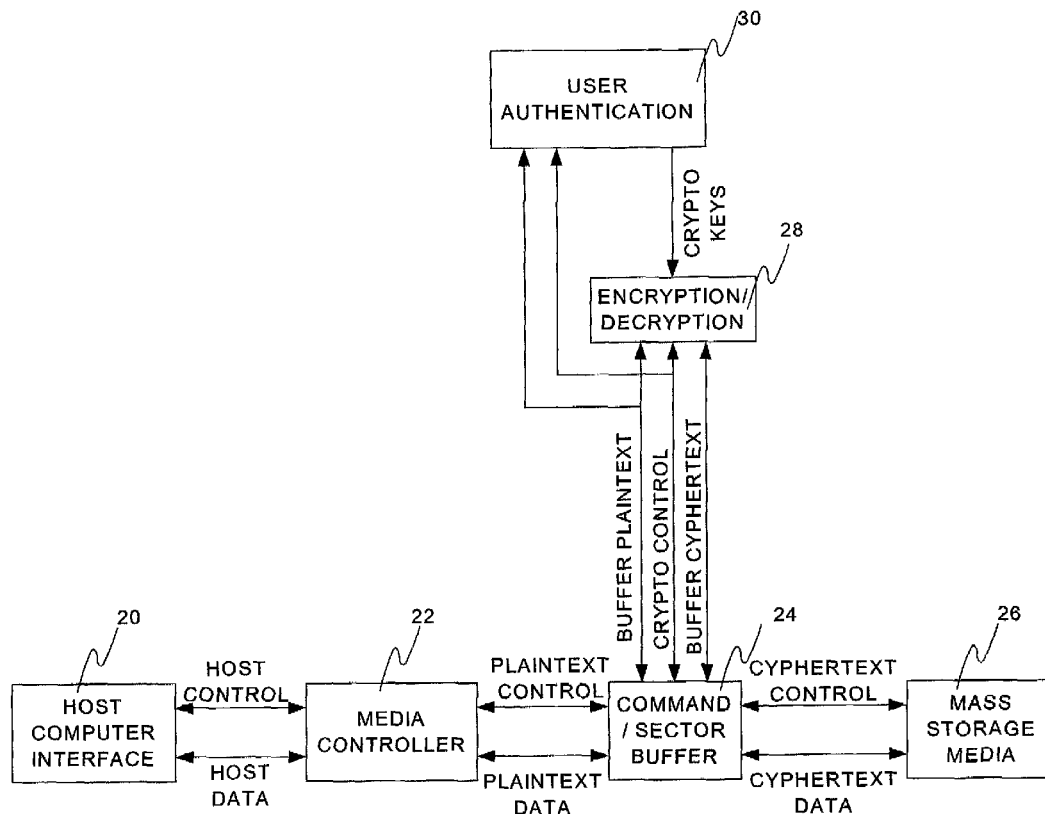 30
USER
AUTHENTICATION
CRYPTO
KEYS
28
ENCRYPTION/
DECRYPTION
BUFFER PLAINTEXT
CRYPTO CONTROL
BUFFER CYPHERTEXT
20
HOST
COMPUTER
INTERFACE
HOST
CONTROL
HOST
DATA
22
MEDIA
CONTROLLER
PLAINTEXT
CONTROL
PLAINTEXT
DATA
24
COMMAND
/ SECTOR
BUFFER
CYPHERTEXT
CONTROL
CYPHERTEXT
DATA
26
MASS
STORAGE
MEDIA